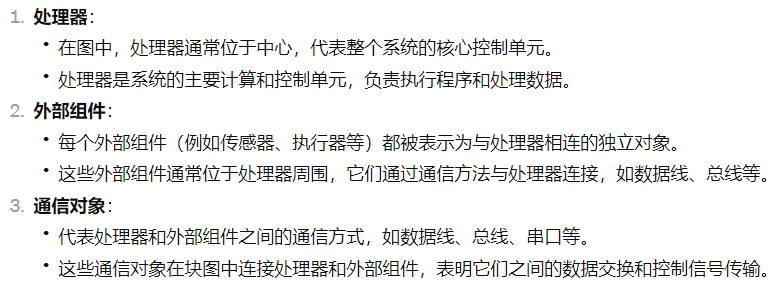 1. 处理器：
• 在图中，处理器通常位于中心，代表整个系统的核心控制单元。
• 处理器是系统的主要计算和控制单元，负责执行程序和处理数据。
2. 外部组件：
• 每个外部组件（例如传感器、执行器等）都被表示为与处理器相连的独立对象。
• 这些外部组件通常位于处理器周围，它们通过通信方法与处理器连接，如数据线、总线等。
3. 通信对象：
• 代表处理器和外部组件之间的通信方式，如数据线、总线、串口等。
• 这些通信对象在块图中连接处理器和外部组件，表明它们之间的数据交换和控制信号传输。